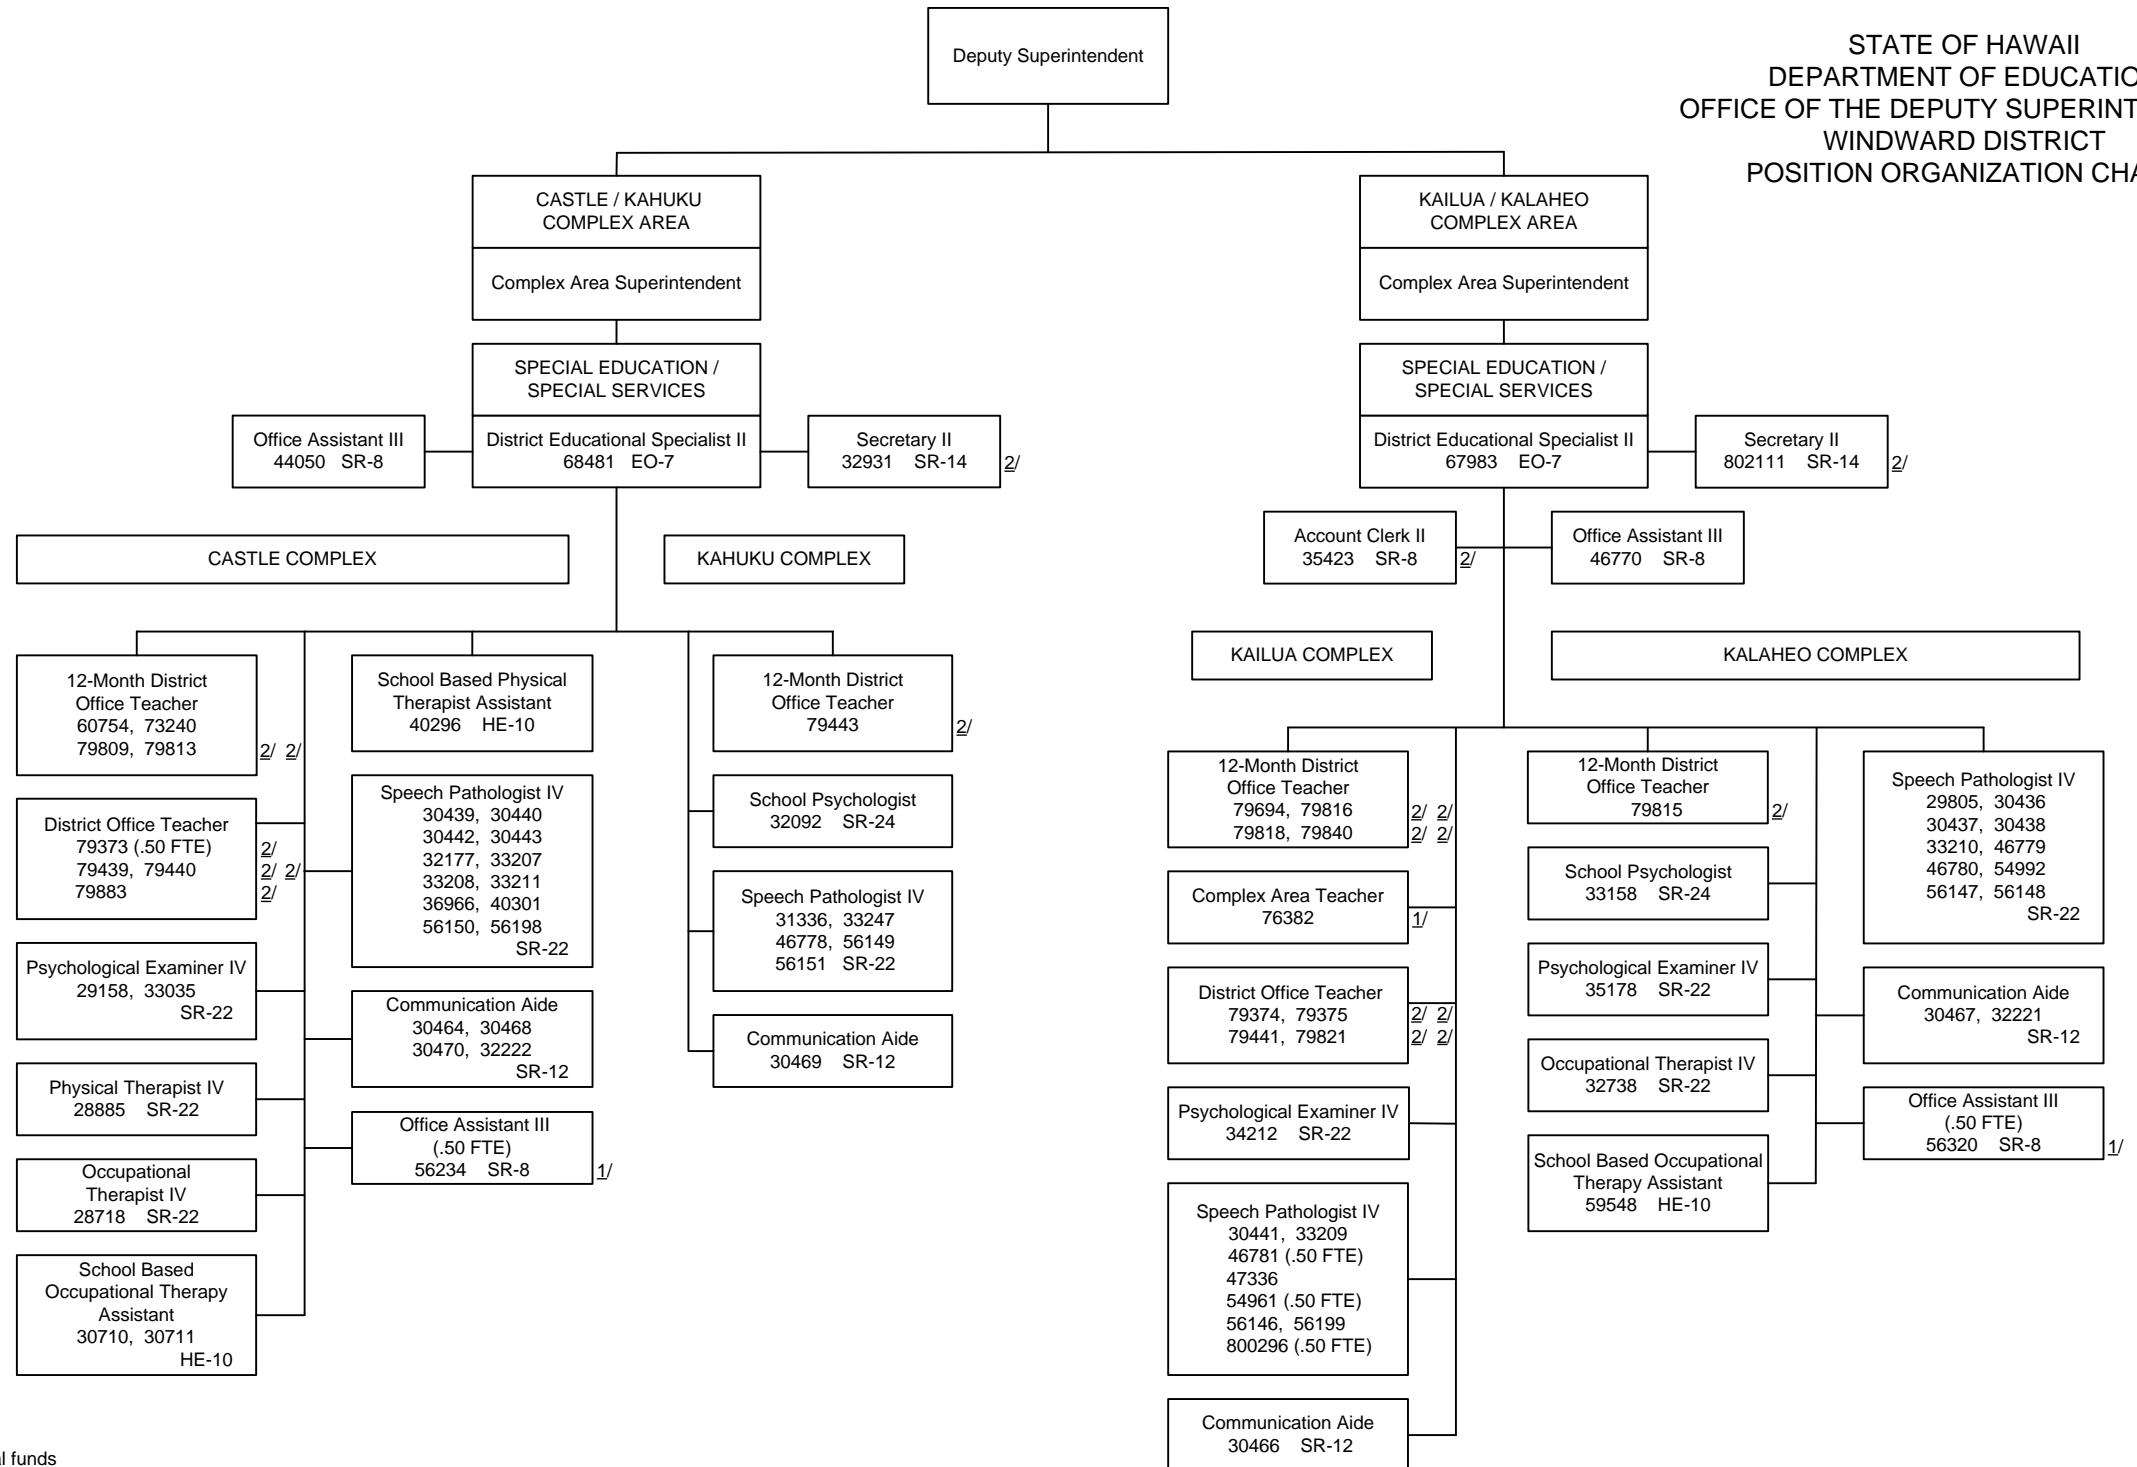 Deputy Superintendent
STATE OF HAWAII
DEPARTMENT OF
OFFICE OF THE DEPUTY
WINDWARD DISTRICT
POSITION ORGANIZATION
CASTLE / KAHUKU
COMPLEX AREA
Complex Area Superintendent
SPECIAL EDUCATION /
SPECIAL SERVICES
District Educational Specialist II
68481 EO-7
Office Assistant III
44050 SR-8
Secretary II
32931 SR-14 2/
CASTLE COMPLEX
12-Month District
Office Teacher
60754, 73240
79809, 79813 2/ 2/
District Office Teacher
79373 (.50 FTE) 2/
79439, 79440 2/ 2/
79883 2/
Psychological Examiner IV
29158, 33035
SR-22
Physical Therapist IV
28885 SR-22
Occupational
Therapist IV
28718 SR-22
School Based
Occupational Therapy
Assistant
30710, 30711
HE-10
School Based Physical
Therapist Assistant
40296 HE-10
Speech Pathologist IV
30439, 30440
30442, 30443
32177, 33207
33208, 33211
36966, 40301
56150, 56198
SR-22
Communication Aide
30464, 30468
30470, 32222
SR-12
Office Assistant III
(.50 FTE)
56234 SR-8 1/
KAHUKU COMPLEX
12-Month District
Office Teacher
79443 2/
School Psychologist
32092 SR-24
Speech Pathologist IV
31336, 33247
46778, 56149
56151 SR-22
Communication Aide
30469 SR-12
KAILUA / KALAHEO
COMPLEX AREA
Complex Area Superintendent
SPECIAL EDUCATION /
SPECIAL SERVICES
District Educational Specialist II
67983 EO-7
Secretary II
802111 SR-14 2/
Account Clerk II
35423 SR-8 2/
Office Assistant III
46770 SR-8
KAILUA COMPLEX
12-Month District
Office Teacher
79694, 79816 2/ 2/
79818, 79840 2/ 2/
Complex Area Teacher
76382 1/
District Office Teacher
79374, 79375 2/ 2/
79441, 79821 2/ 2/
Psychological Examiner IV
34212 SR-22
Speech Pathologist IV
30441, 33209
46781 (.50 FTE)
47336
54961 (.50 FTE)
56146, 56199
800296 (.50 FTE)
Communication Aide
30466 SR-12
KALAHEO COMPLEX
12-Month District
Office Teacher
79815 2/
School Psychologist
33158 SR-24
Psychological Examiner IV
35178 SR-22
Occupational Therapist IV
32738 SR-22
School Based Occupational
Therapy Assistant
59548 HE-10
Speech Pathologist IV
29805, 30436
30437, 30438
33210, 46779
46780, 54992
56147, 56148
SR-22
Communication Aide
30467, 32221
SR-12
Office Assistant III
(.50 FTE)
56320 SR-8 1/
funds